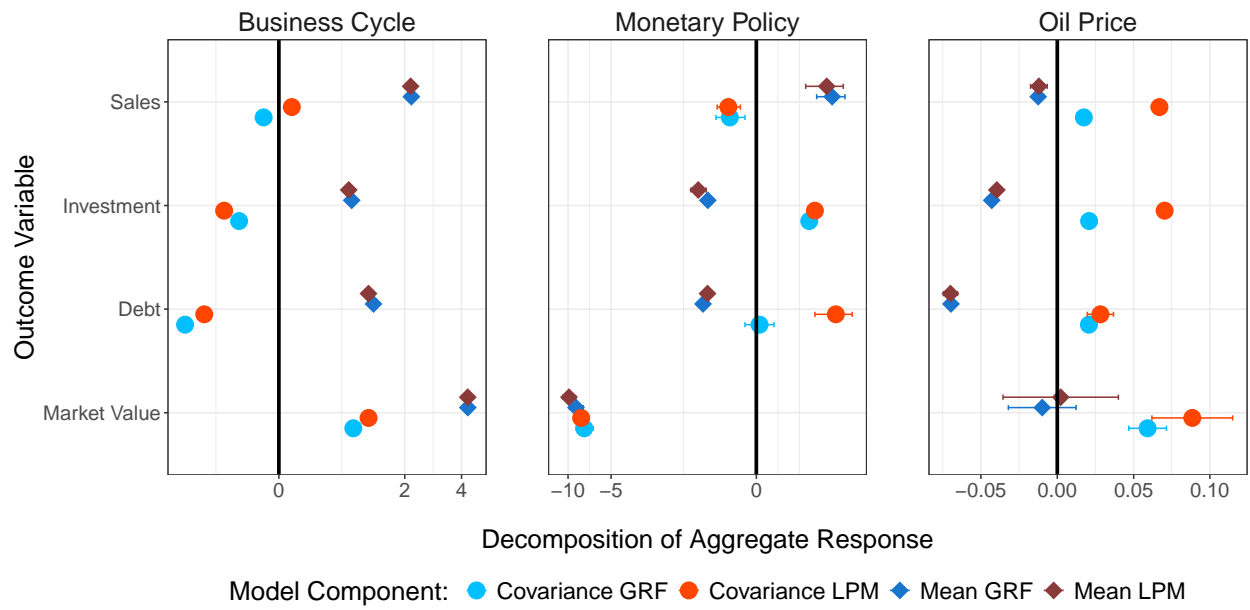 Business Cycle Monetary Policy Oil Price
Outcome Variable
Sales
Investment
Debt
Market Value
0 2 4 −10 −5 0 −0.05 0.00 0.05 0.10
Decomposition of Aggregate Response
Model Component: Covariance GRF Covariance LPM Mean GRF Mean LPM